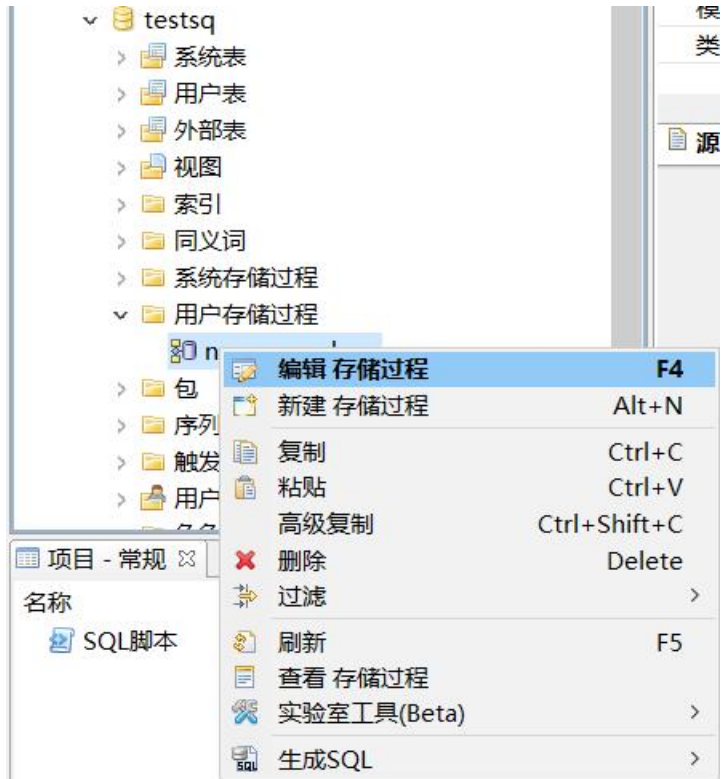 testsq
系统表
用户表
外部表
视图
索引
同义词
系统存储过程
用户存储过程
n
编辑 存储过程 F4
包
新建 存储过程 Alt+N
序列
复制 Ctrl+C
触发
粘贴 Ctrl+V
用户
高级复制 Ctrl+Shift+C
项目 - 常规
删除 Delete
名称
过滤
SQL脚本
刷新 F5
查看 存储过程
实验室工具(Beta)
生成SQL
类
源